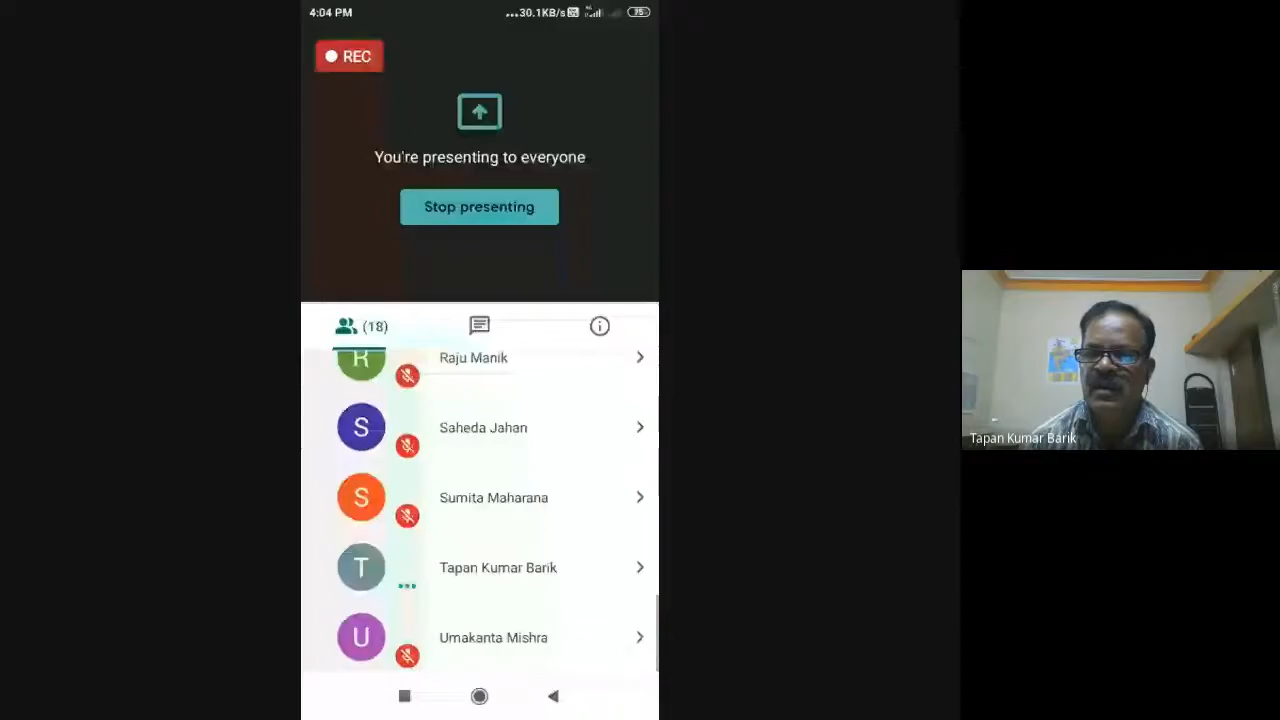 4:04 PM
...30.1KB/s
75
REC
You're presenting to everyone
Stop presenting
(18)
R
Raju Manik
S
Saheda Jahan
S
Sumita Maharana
T
Tapan Kumar Barik
U
Umakanta Mishra
Tapan Kumar Barik